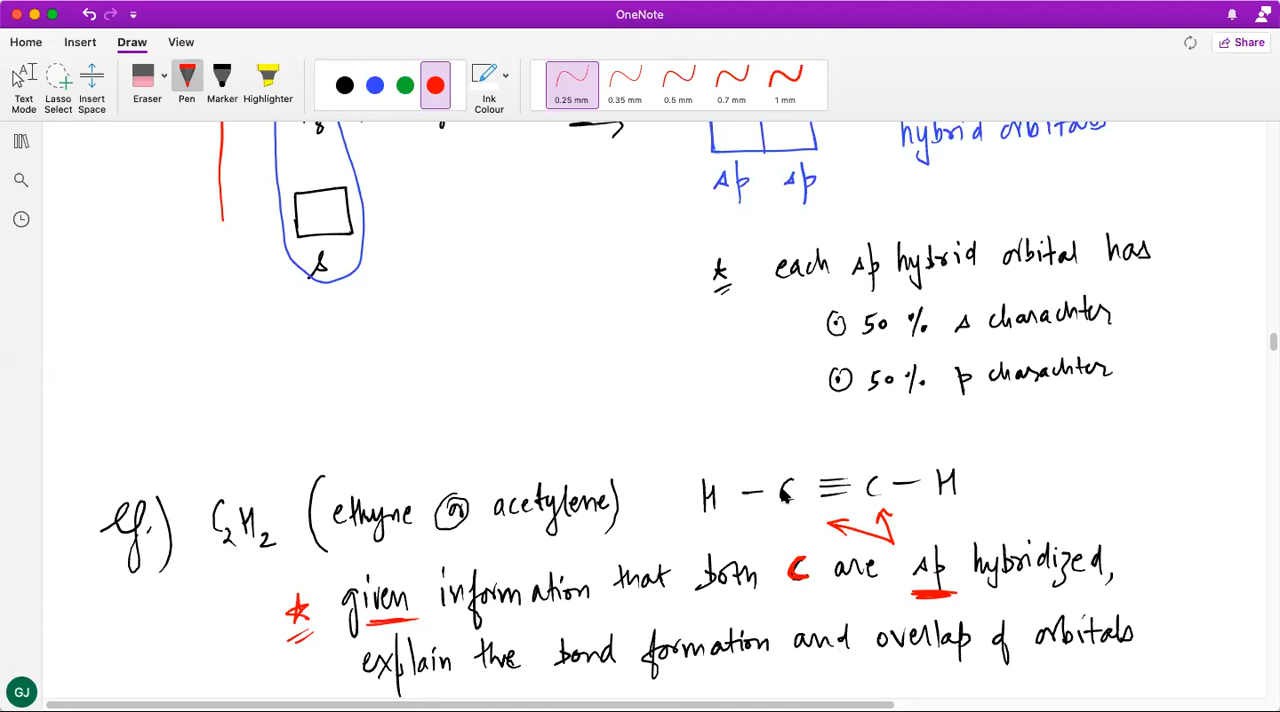 OneNote
Home Insert Draw View
Share
Text Mode
Lasso Select
Insert Space
Eraser
Pen
Marker
Highlighter
Ink Colour
0.25 mm
0.35 mm
0.5 mm
0.7 mm
1 mm
hybrid orbitals
sp sp
s
* each sp hybrid orbital has
50 % s charachter
50 % p charachter
eg.) C2H2 (ethyne or acetylene) H - C ≡ C - H
* given information that both C are sp hybridized,
explain the bond formation and overlap of orbitals
GJ